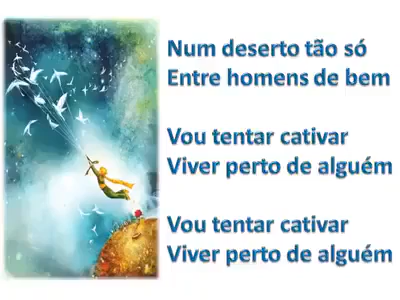 Num deserto tão só
Entre homens de bem
Vou tentar cativar
Viver perto de alguém
Vou tentar cativar
Viver perto de alguém